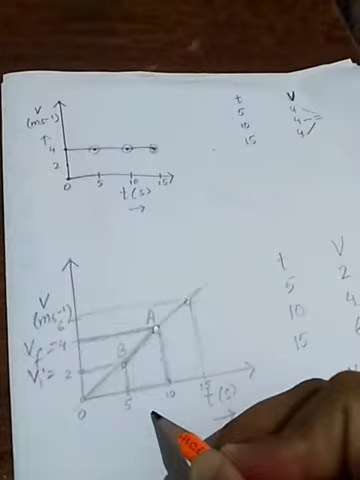 V
(ms-1)
4
2
0 5 10 15
t(s)
t V
5 4
10 4
15 4
V
(ms-1)
6
Vf = 4
Vi = 2
A
B
0 5 10 15
t(s)
t V
5 2
10 4
15 6